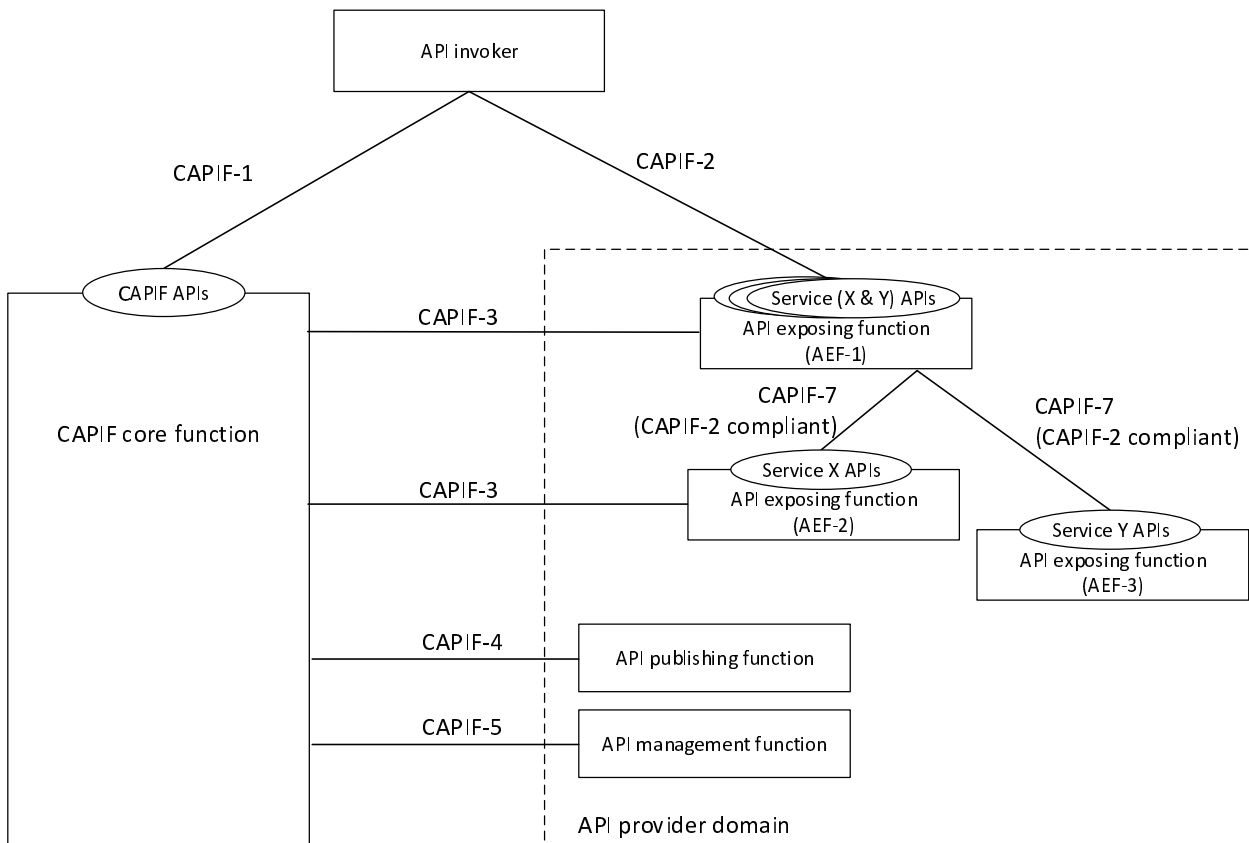 API invoker
CAPIF-1
CAPIF-2
CAPIF APIs
Service (X & Y) APIs
CAPIF-3
API exposing function
(AEF-1)
CAPIF-7
(CAPIF-2 compliant)
CAPIF-7
(CAPIF-2 compliant)
CAPIF core function
Service X APIs
CAPIF-3
API exposing function
(AEF-2)
Service Y APIs
API exposing function
(AEF-3)
CAPIF-4
API publishing function
CAPIF-5
API management function
API provider domain